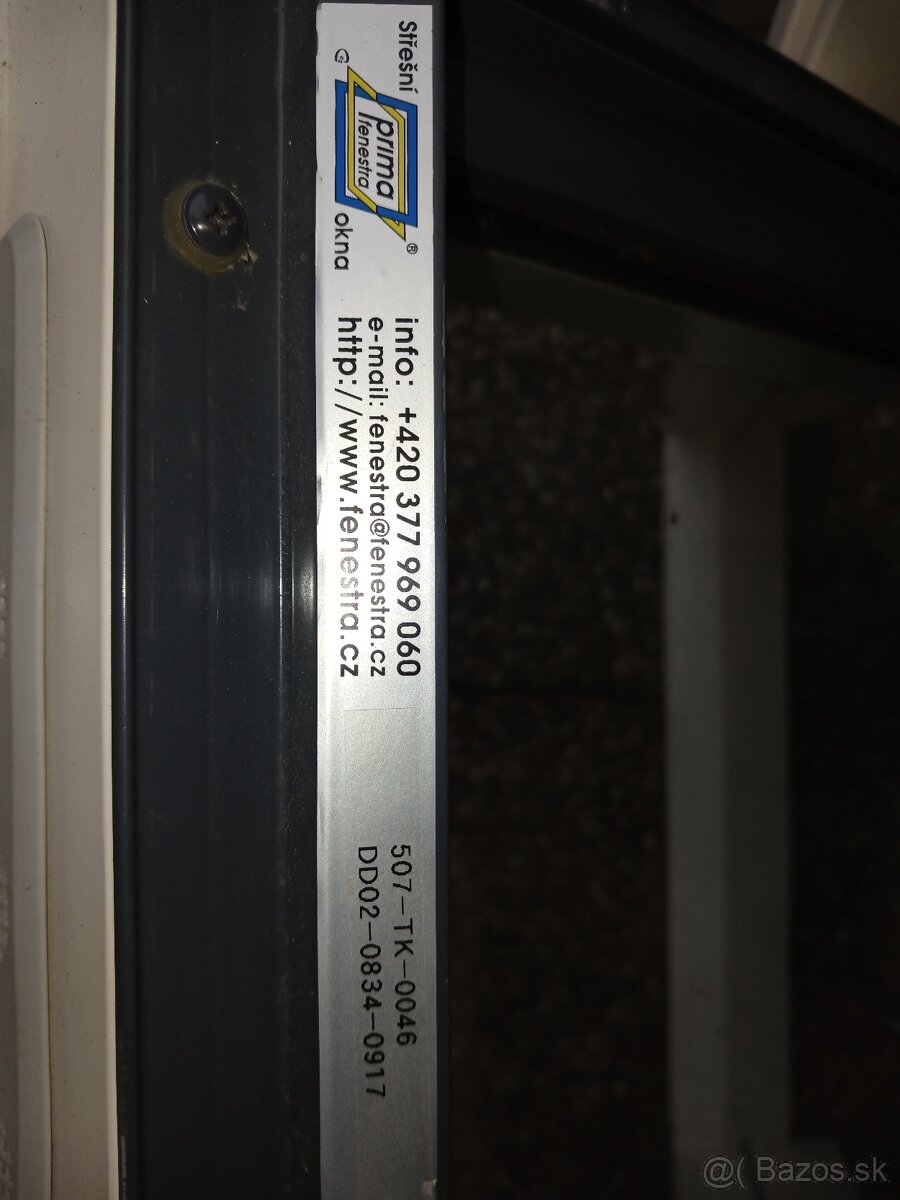 Střešní
prima
fenestra
®
okna
info: +420 377 969 060
e-mail: fenestra@fenestra.cz
http://www.fenestra.cz
507-TK-0046
DD02-0834-0917
@( Bazos.sk